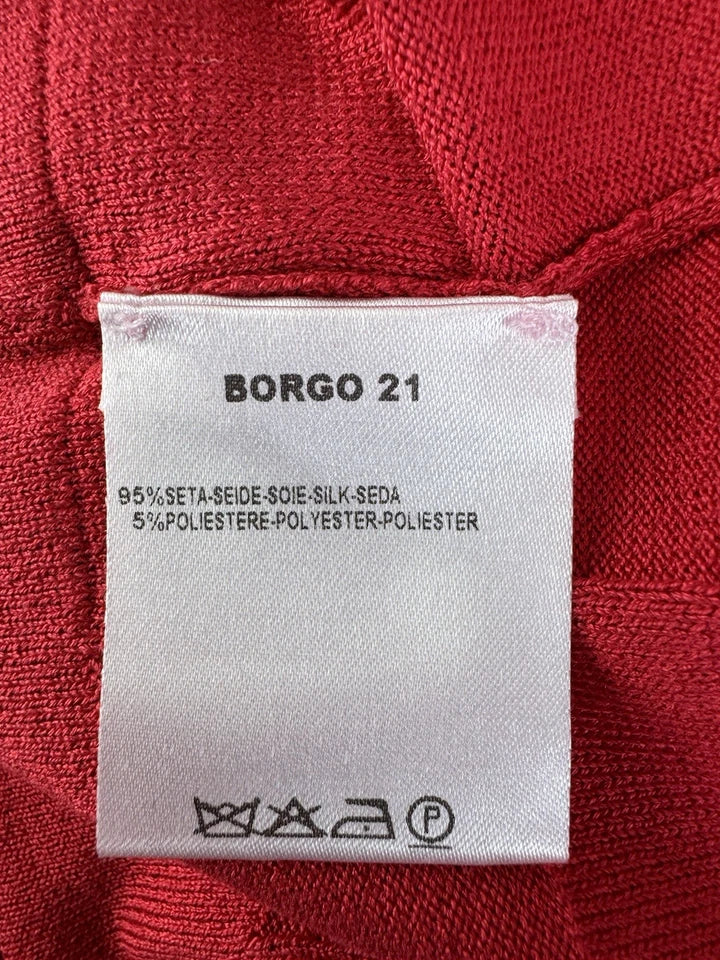 BORGO 21
95%SETA-SEIDE-SOIE-SILK-SEDA
5%POLIESTERE-POLYESTER-POLIESTER
P